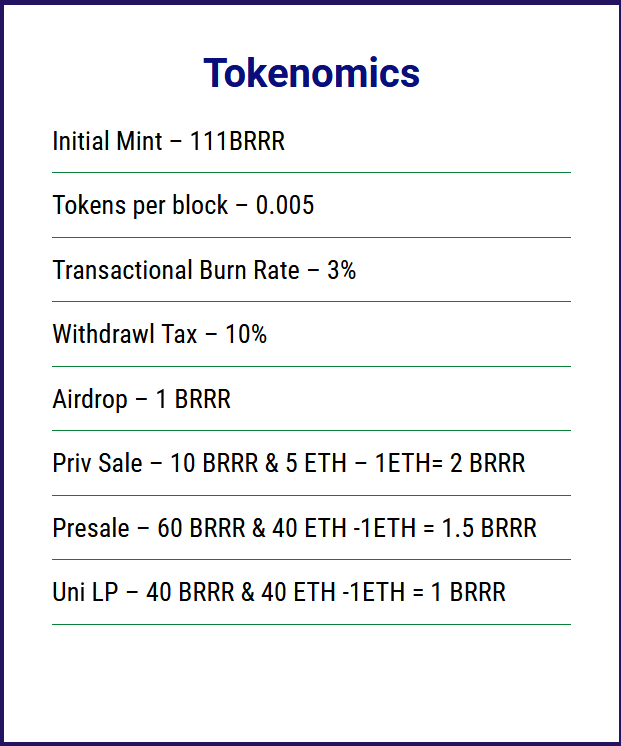 Tokenomics
Initial Mint – 111BRRR
Tokens per block – 0.005
Transactional Burn Rate – 3%
Withdrawl Tax – 10%
Airdrop – 1 BRRR
Priv Sale – 10 BRRR & 5 ETH – 1ETH= 2 BRRR
Presale – 60 BRRR & 40 ETH -1ETH = 1.5 BRRR
Uni LP – 40 BRRR & 40 ETH -1ETH = 1 BRRR